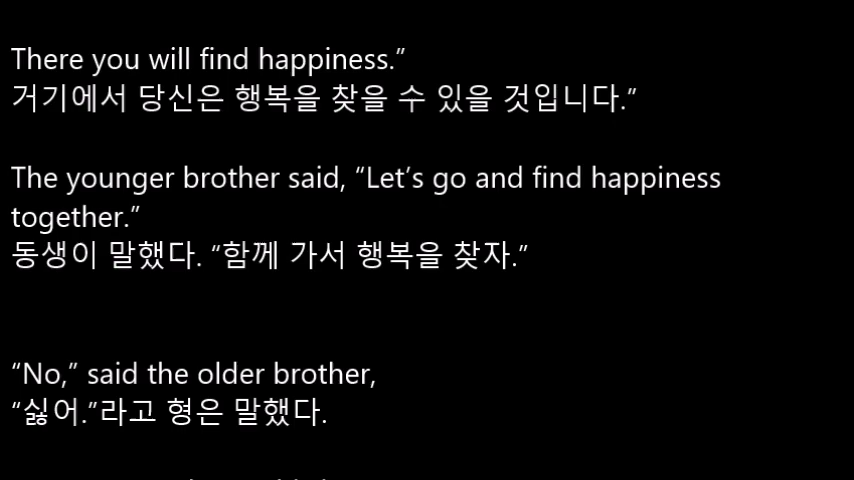 There you will find happiness.”
거기에서 당신은 행복을 찾을 수 있을 것입니다.”
The younger brother said, “Let’s go and find happiness
together.”
동생이 말했다. “함께 가서 행복을 찾자.”
“No,” said the older brother,
“싫어.”라고 형은 말했다.